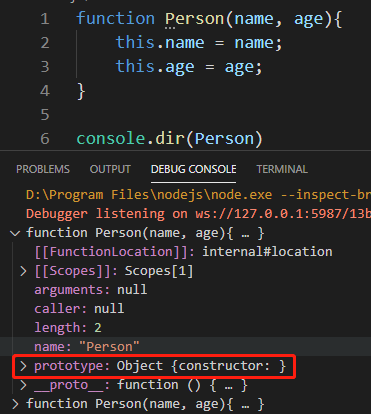 1 function Person(name, age){
2 this.name = name;
3 this.age = age;
4 }
5
6 console.dir(Person)
PROBLEMS OUTPUT DEBUG CONSOLE TERMINAL
D:\Program Files\nodejs\node.exe --inspect-br
Debugger listening on ws://127.0.0.1:5987/13b
function Person(name, age){ … }
[[FunctionLocation]]: internal#location
[[Scopes]]: Scopes[1]
arguments: null
caller: null
length: 2
name: "Person"
prototype: Object {constructor: }
__proto__: function () { … }
function Person(name, age){ … }